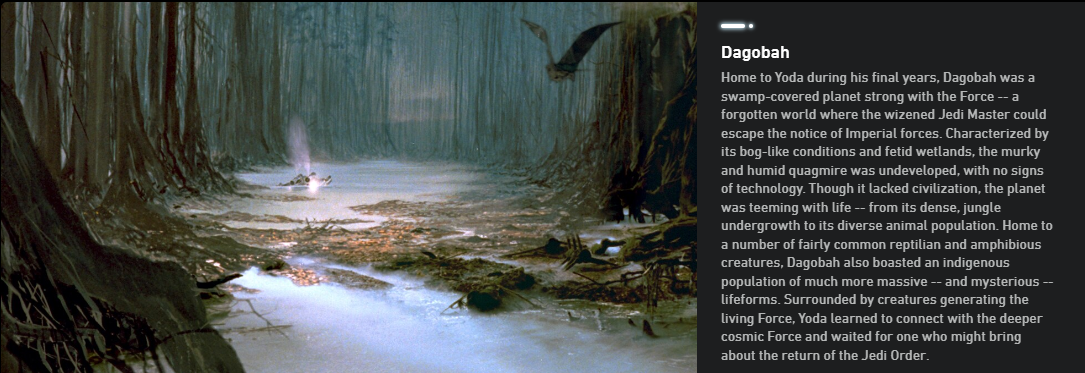 Dagobah
Home to Yoda during his final years, Dagobah was a
swamp-covered planet strong with the Force -- a
forgotten world where the wizened Jedi Master could
escape the notice of Imperial forces. Characterized by
its bog-like conditions and fetid wetlands, the murky
and humid quagmire was undeveloped, with no signs
of technology. Though it lacked civilization, the planet
was teeming with life -- from its dense, jungle
undergrowth to its diverse animal population. Home to
a number of fairly common reptilian and amphibious
creatures, Dagobah also boasted an indigenous
population of much more massive -- and mysterious --
lifeforms. Surrounded by creatures generating the
living Force, Yoda learned to connect with the deeper
cosmic Force and waited for one who might bring
about the return of the Jedi Order.